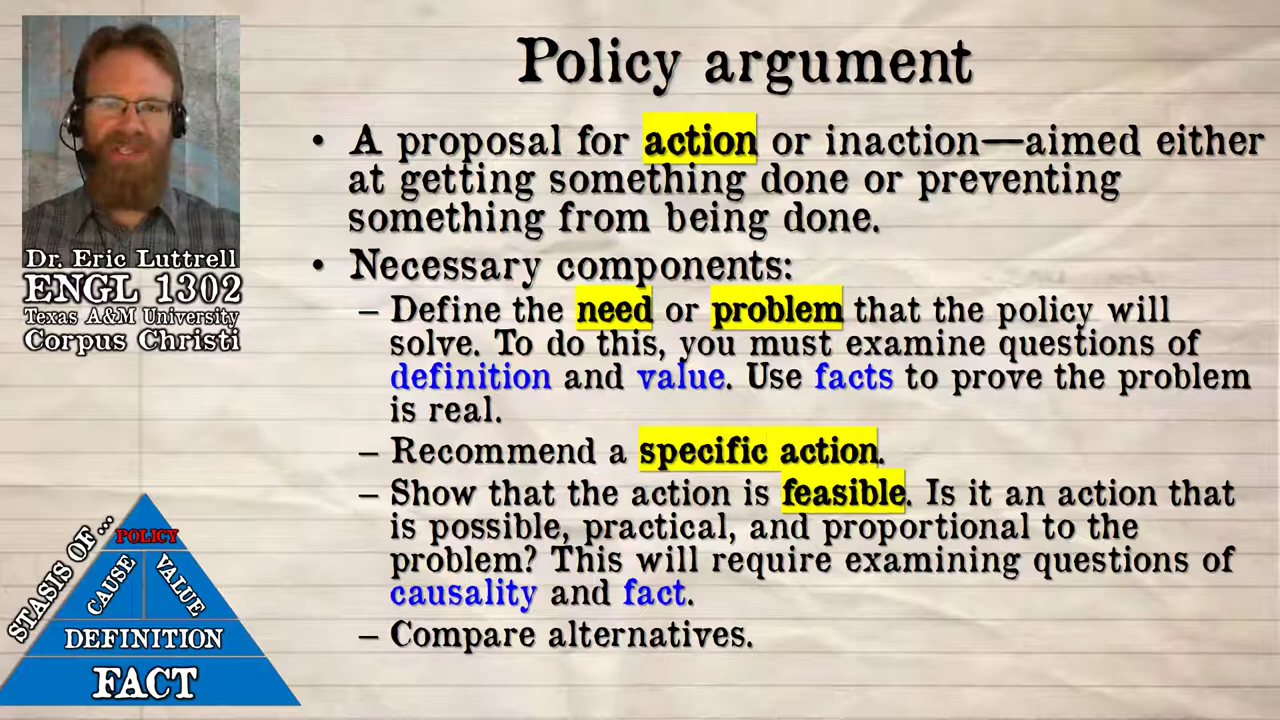 Policy argument
• A proposal for action or inaction—aimed either
at getting something done or preventing
something from being done.
• Necessary components:
– Define the need or problem that the policy will
solve. To do this, you must examine questions of
definition and value. Use facts to prove the problem
is real.
– Recommend a specific action.
– Show that the action is feasible. Is it an action that
is possible, practical, and proportional to the
problem? This will require examining questions of
causality and fact.
– Compare alternatives.
Dr. Eric Luttrell
ENGL 1302
Texas A&M University
Corpus Christi
STASIS OF...
POLICY
CAUSE
VALUE
DEFINITION
FACT